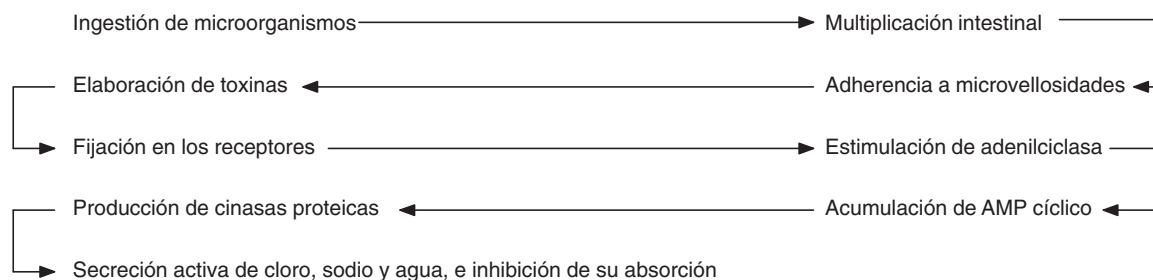 Ingestión de microorganismos
Multiplicación intestinal
Elaboración de toxinas
Adherencia a microvellosidades
Fijación en los receptores
Estimulación de adenilciclasa
Producción de cinasas proteicas
Acumulación de AMP cíclico
Secreción activa de cloro, sodio y agua, e inhibición de su absorción